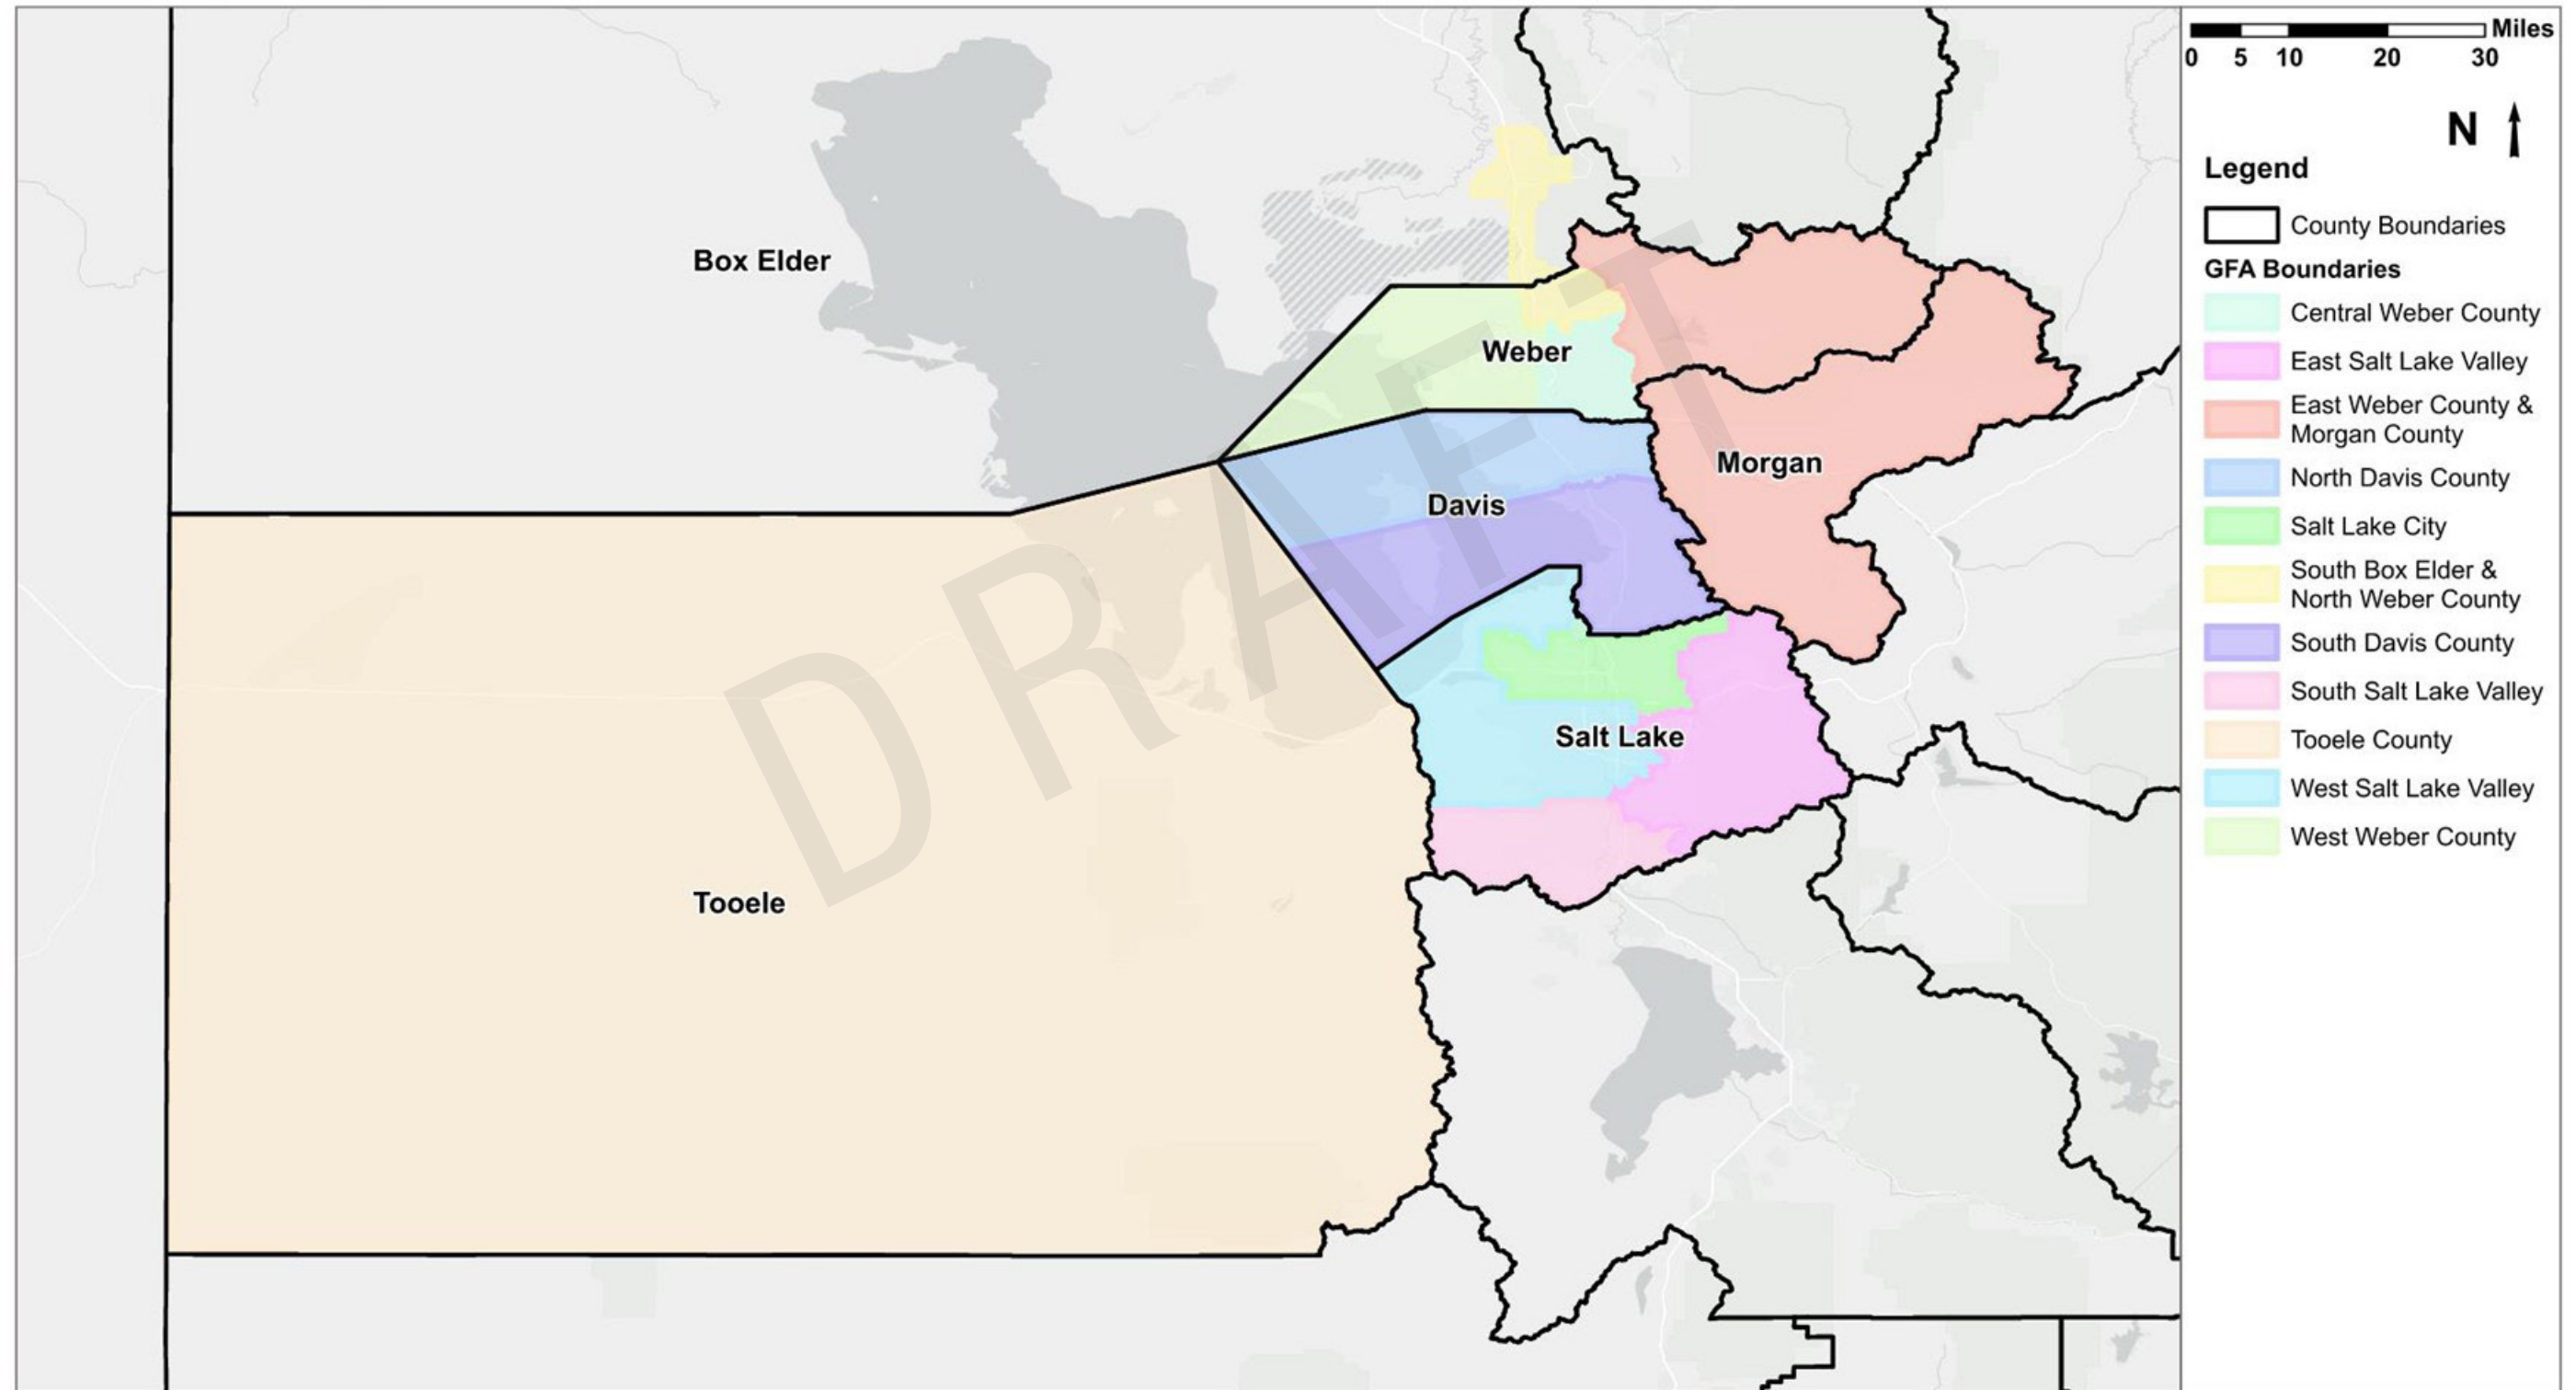 Miles
0 5 10 20 30
N
Legend
County Boundaries
GFA Boundaries
Central Weber County
East Salt Lake Valley
East Weber County &
Morgan County
North Davis County
Salt Lake City
South Box Elder &
North Weber County
South Davis County
South Salt Lake Valley
Tooele County
West Salt Lake Valley
West Weber County
Box Elder
Weber
Morgan
Davis
Salt Lake
Tooele
DRAFT